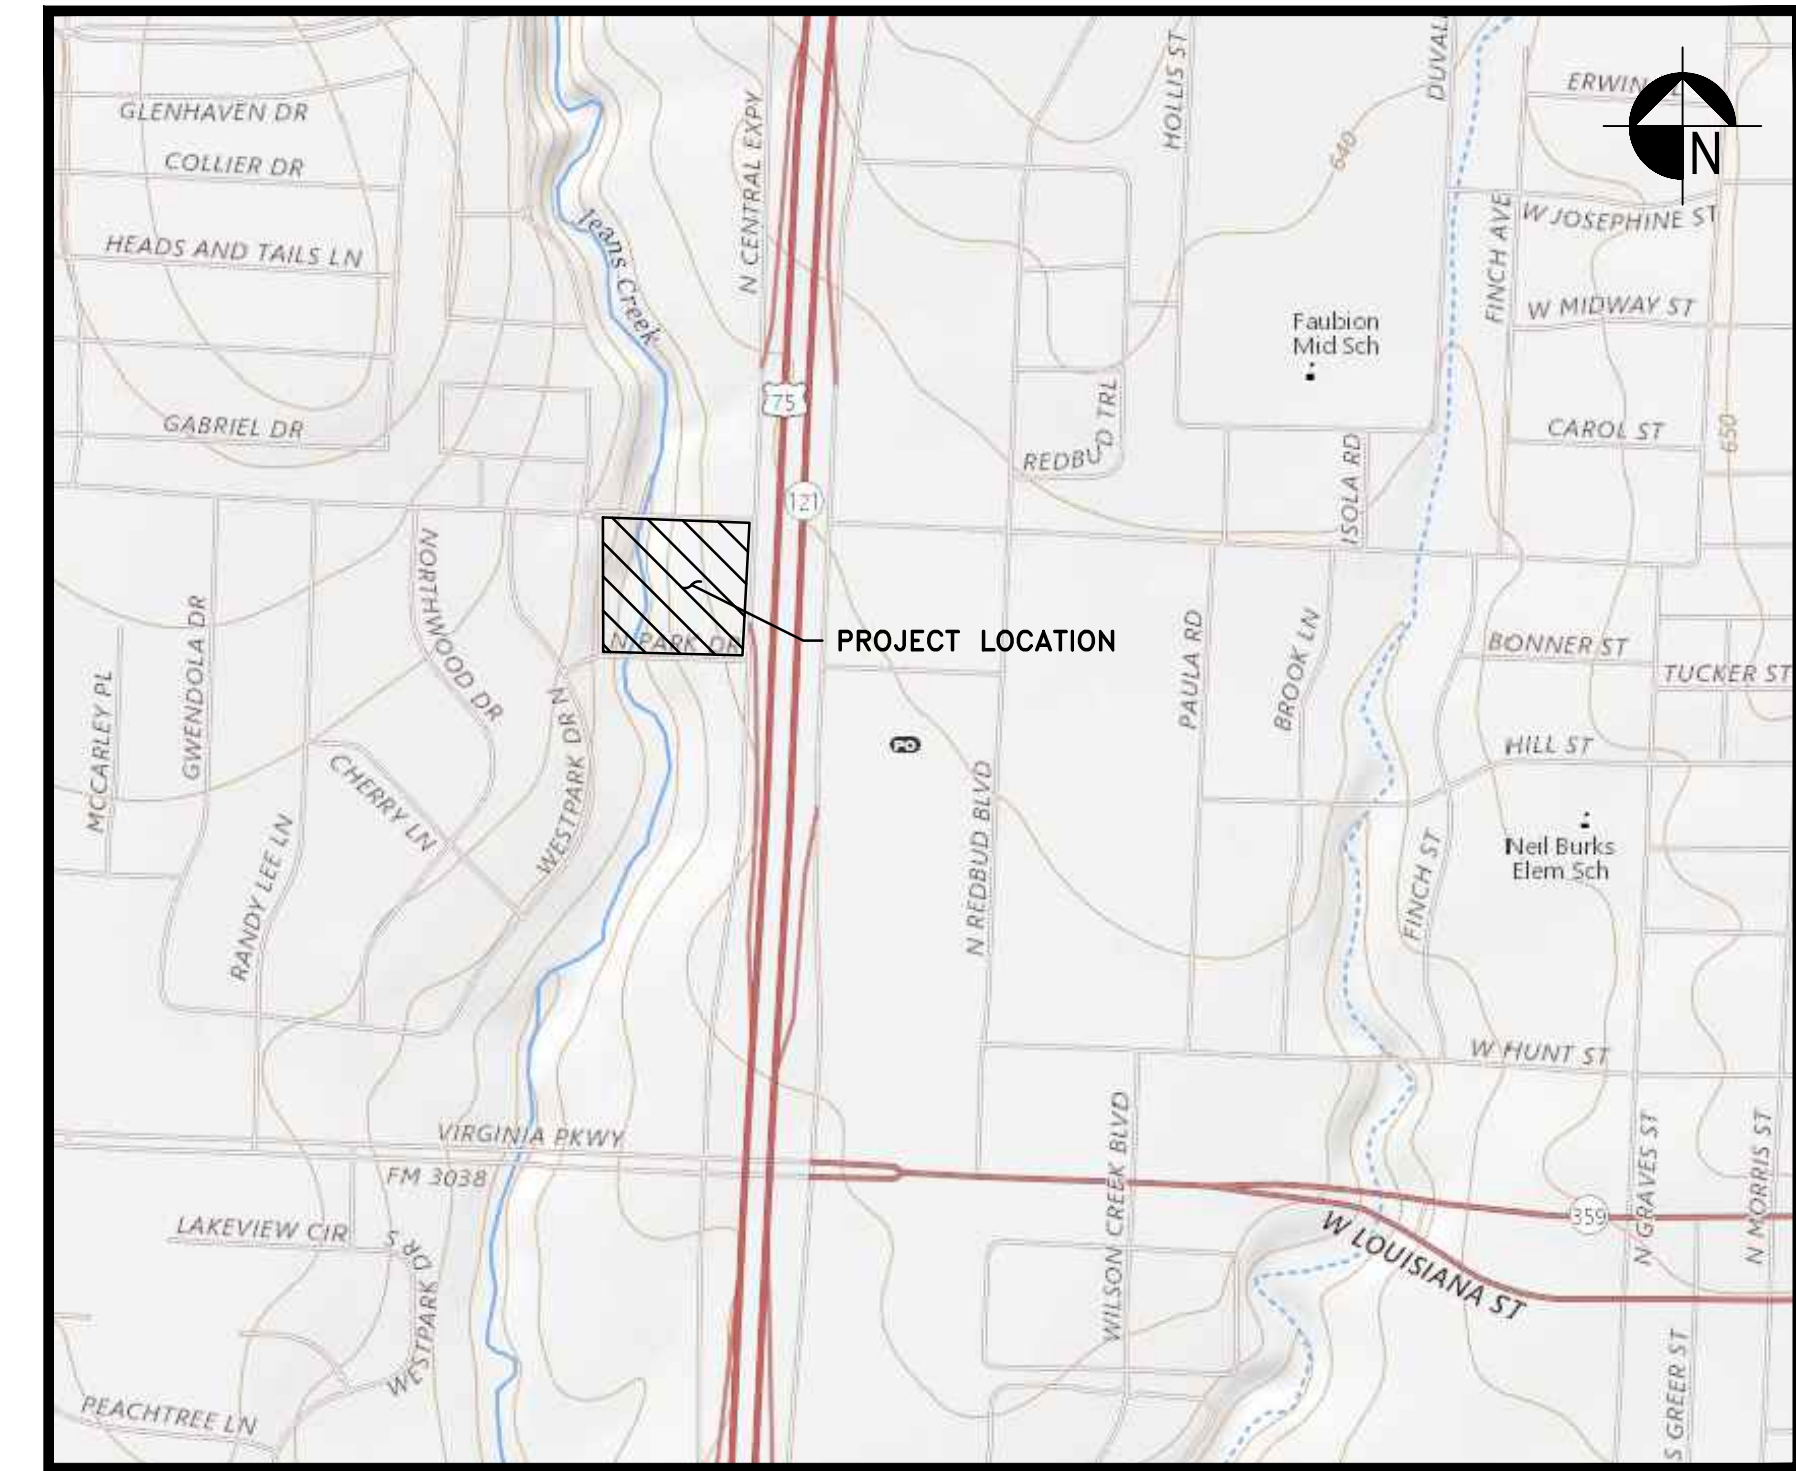 GLENHAVEN DR
COLLIER DR
HEADS AND TAILS LN
GABRIEL DR
Jeans Creek
N CENTRAL EXPY
HOLLIS ST
DUVAL
ERWIN
N
640
W JOSEPHINE ST
FINCH AVE
W MIDWAY ST
Faubion
Mid Sch
75
121
REDBUD TRL
ISOLA RD
CAROL ST
650
NORTHWOOD DR
GWENDOLA DR
MCCARLEY PL
N PARK DR
PROJECT LOCATION
PAULA RD
BROOK LN
BONNER ST
TUCKER ST
HILL ST
PO
CHERRY LN
WESTPARK DR N
RANDY LEE LN
N REDBUD BLVD
FINCH ST
Neil Burks
Elem Sch
W HUNT ST
VIRGINIA PKWY
FM 3038
WILSON CREEK BLVD
N GRAVES ST
N MORRIS ST
359
W LOUISIANA ST
LAKEVIEW CIR
WESTPARK DR S
PEACHTREE LN
S GREER ST